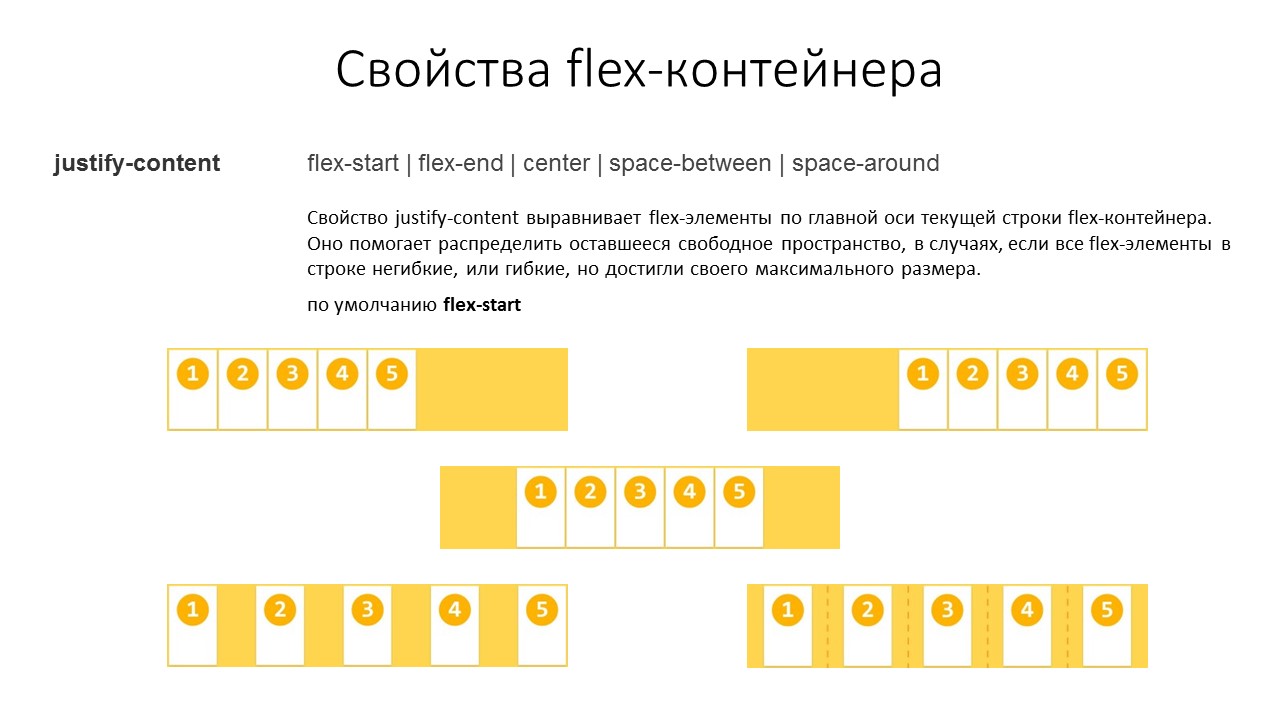 Свойства flex-контейнера
justify-content flex-start | flex-end | center | space-between | space-around
Свойство justify-content выравнивает flex-элементы по главной оси текущей строки flex-контейнера.
Оно помогает распределить оставшееся свободное пространство, в случаях, если все flex-элементы в
строке негибкие, или гибкие, но достигли своего максимального размера.
по умолчанию flex-start
1 2 3 4 5
1 2 3 4 5
1 2 3 4 5
1 2 3 4 5
1 2 3 4 5